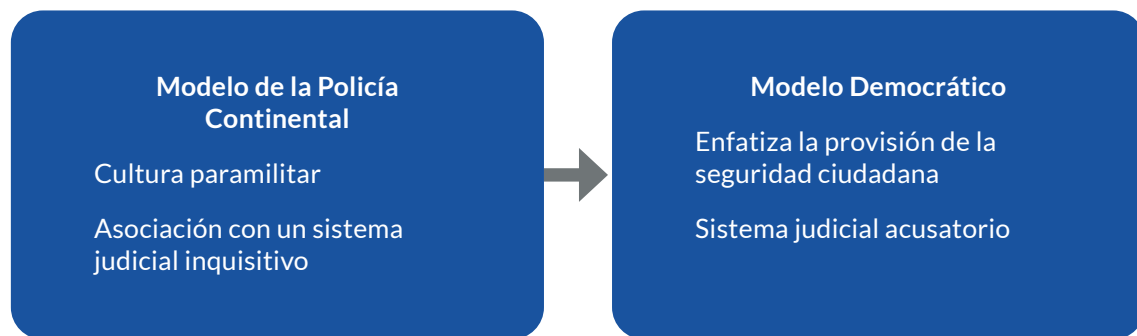 Modelo de la Policía
Continental
Cultura paramilitar
Asociación con un sistema
judicial inquisitivo
Modelo Democrático
Enfatiza la provisión de la
seguridad ciudadana
Sistema judicial acusatorio